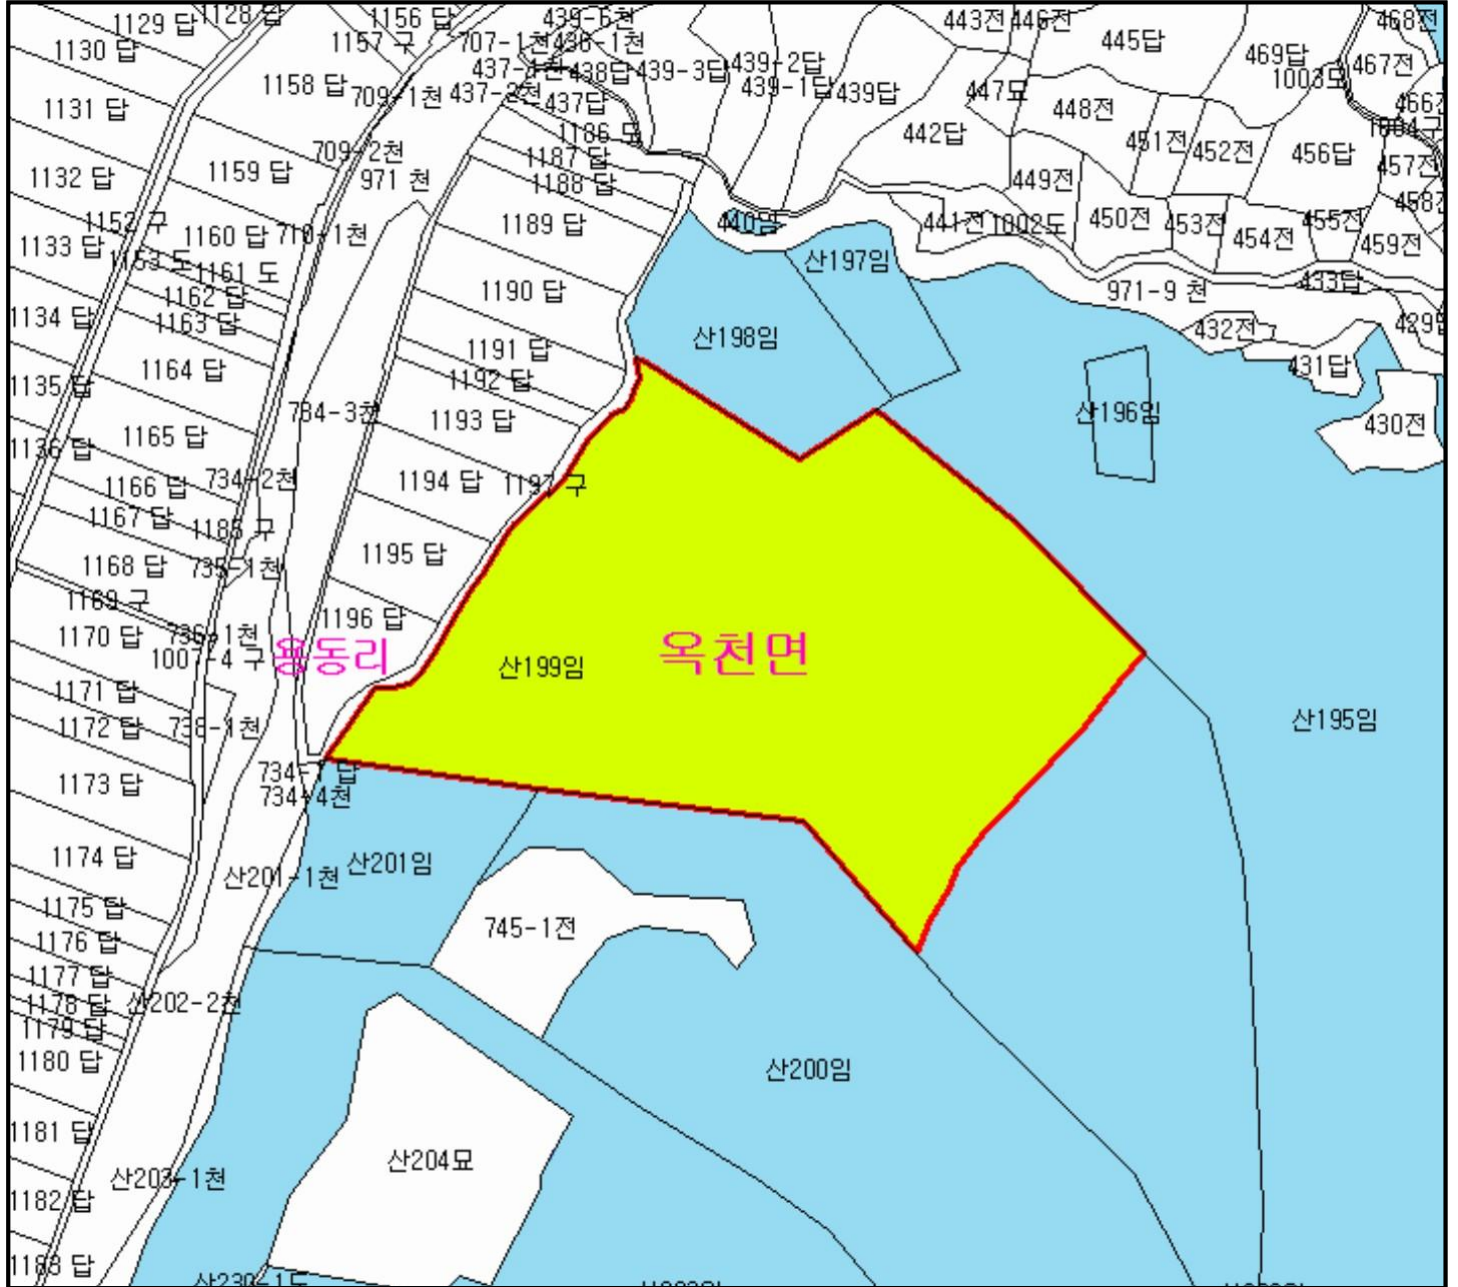 1129 답
1128 답
1156 답
439-6천
443전
446전
468전
1130 답
1157 구
707-1천
438-1천
445답
469답
467전
1158 답
438답
439-3답
439-2답
1003도
709-1천
437-2천
437답
439-1답
439답
447묘
448전
1131 답
1186 도
442답
451전
452전
456답
457전
709-2천
1187 답
1132 답
1159 답
971 천
1188 답
449전
1152 구
1189 답
440임
441전
1002도
450전
453전
455전
1133 답
1160 답
710-1천
454전
459전
1153 도
1161 도
산197임
1162 답
1190 답
971-9 천
433답
1134 답
1163 답
산198임
432전
1191 답
431답
1135 답
1164 답
1192 답
734-3천
1193 답
산196임
430전
1136 답
1165 답
1166 답
734-2천
1194 답
1197 구
1167 답
1185 구
1195 답
1168 답
735-1천
1169 구
1196 답
1170 답
736-1천
1007-4 구
용동리
산199임
옥천면
1171 답
1172 답
738-1천
산195임
734-1 답
1173 답
734-4천
1174 답
산201-1천
산201임
1175 답
745-1전
1176 답
1177 답
1178 답
산202-2천
1179 답
1180 답
산200임
1181 답
산203-1천
산204묘
1182 답
1183 답
산230-1도